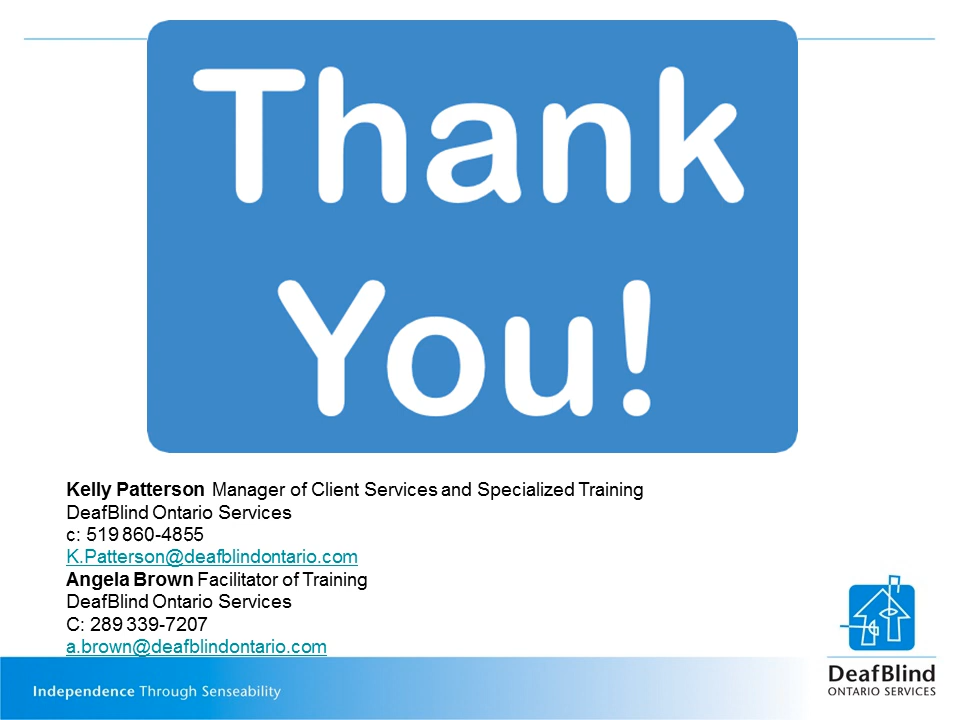 Thank
You!
Kelly Patterson Manager of Client Services and Specialized Training
DeafBlind Ontario Services
c: 519 860-4855
K.Patterson@deafblindontario.com
Angela Brown Facilitator of Training
DeafBlind Ontario Services
C: 289 339-7207
a.brown@deafblindontario.com
Independence Through Senseability
DeafBlind
ONTARIO SERVICES